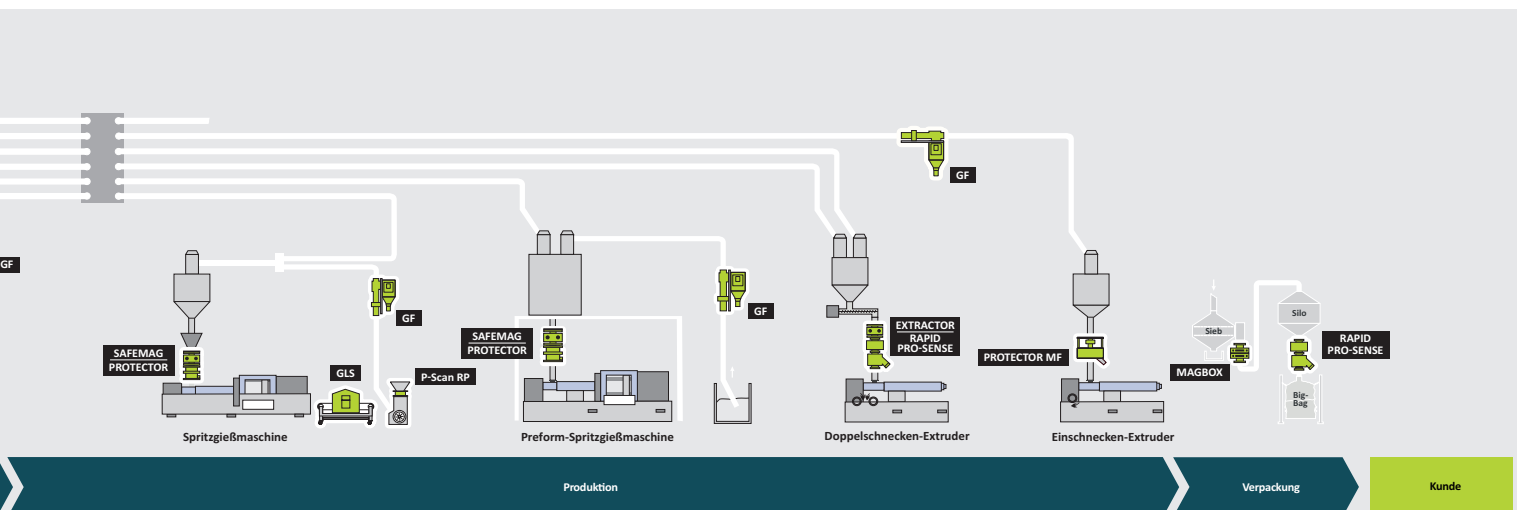 GF
GF
SAFEMAG
PROTECTOR
GLS
P-Scan RP
GF
Spritzgießmaschine
SAFEMAG
PROTECTOR
GF
Preform-Spritzgießmaschine
EXTRACTOR
RAPID
PRO-SENSE
Doppelschnecken-Extruder
PROTECTOR MF
Einschnecken-Extruder
Sieb
MAGBOX
Silo
RAPID
PRO-SENSE
Big-
Bag
Produktion
Verpackung
Kunde